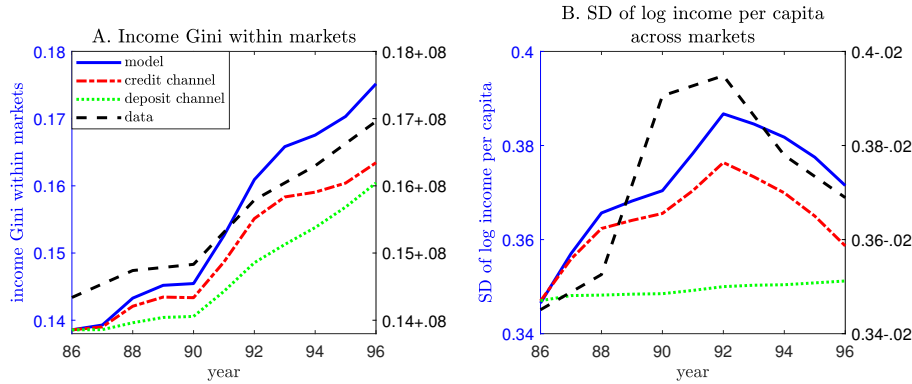 A. Income Gini within markets
0.18
0.17
0.16
0.15
0.14
income Gini within markets
model
credit channel
deposit channel
data
0.18+.08
0.17+.08
0.16+.08
0.15+.08
0.14+.08
86 88 90 92 94 96
year
B. SD of log income per capita
across markets
0.4
0.38
0.36
0.34
SD of log income per capita
0.4-.02
0.38-.02
0.36-.02
0.34-.02
86 88 90 92 94 96
year